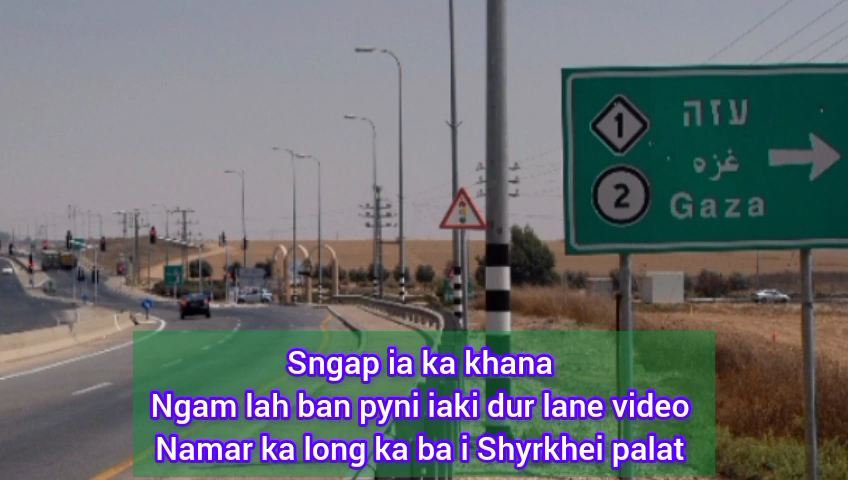 1
עזה
غزه
2
Gaza
Sngap ia ka khana
Ngam lah ban pyni iaki dur lane video
Namar ka long ka ba i Shyrkhei palat